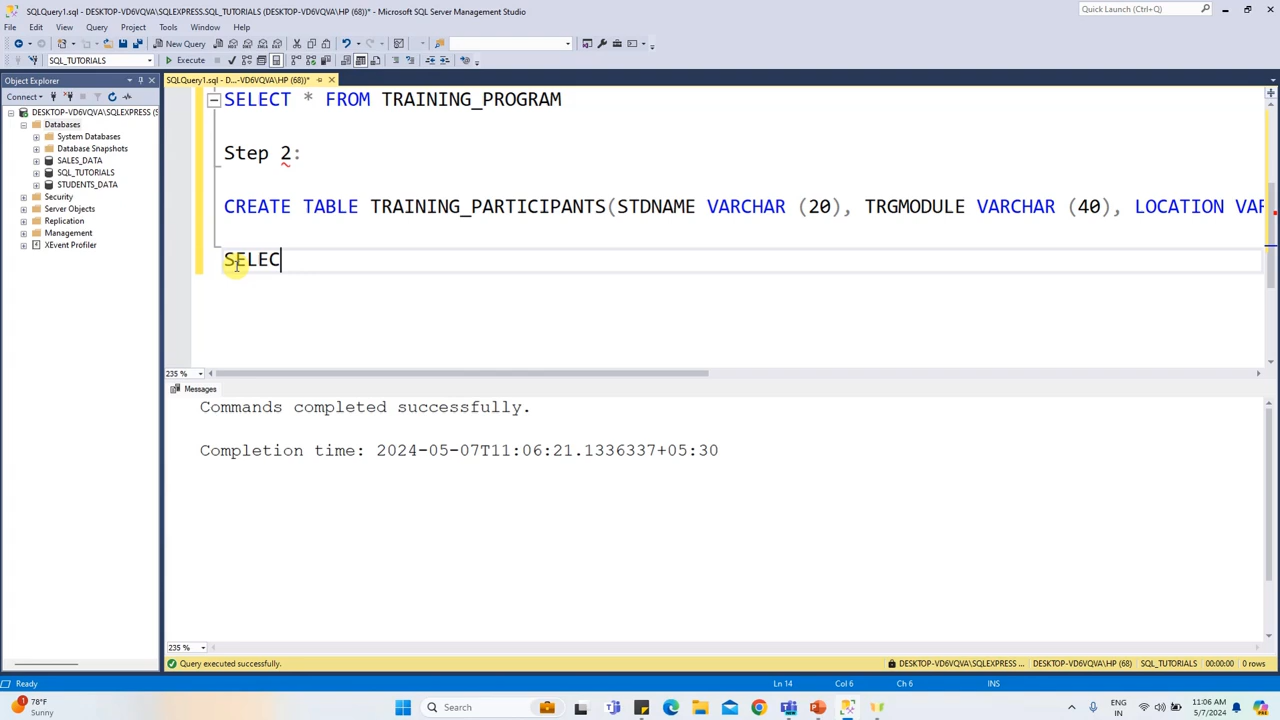 SQLQuery1.sql - DESKTOP-VD6VQVA\SQLEXPRESS.SQL_TUTORIALS (DESKTOP-VD6VQVA\HP (68))* - Microsoft SQL Server Management Studio
Quick Launch (Ctrl+Q)
File Edit View Query Project Tools Window Help
New Query
SQL_TUTORIALS
Execute
Object Explorer
SQLQuery1.sql - D...-VD6VQVA\HP (68))*
Connect
DESKTOP-VD6VQVA\SQLEXPRESS (S
Databases
System Databases
Database Snapshots
SALES_DATA
SQL_TUTORIALS
STUDENTS_DATA
Security
Server Objects
Replication
Management
XEvent Profiler
SELECT * FROM TRAINING_PROGRAM
Step 2:
CREATE TABLE TRAINING_PARTICIPANTS(STDNAME VARCHAR (20), TRGMODULE VARCHAR (40), LOCATION VAR
SELEC
235 %
Messages
Commands completed successfully.
Completion time: 2024-05-07T11:06:21.1336337+05:30
235 %
Query executed successfully.
DESKTOP-VD6VQVA\SQLEXPRESS ... DESKTOP-VD6VQVA\HP (68) SQL_TUTORIALS 00:00:00 0 rows
Ready
Ln 14 Col 6 Ch 6 INS
78°F
Sunny
Search
ENG
IN
11:06 AM
5/7/2024